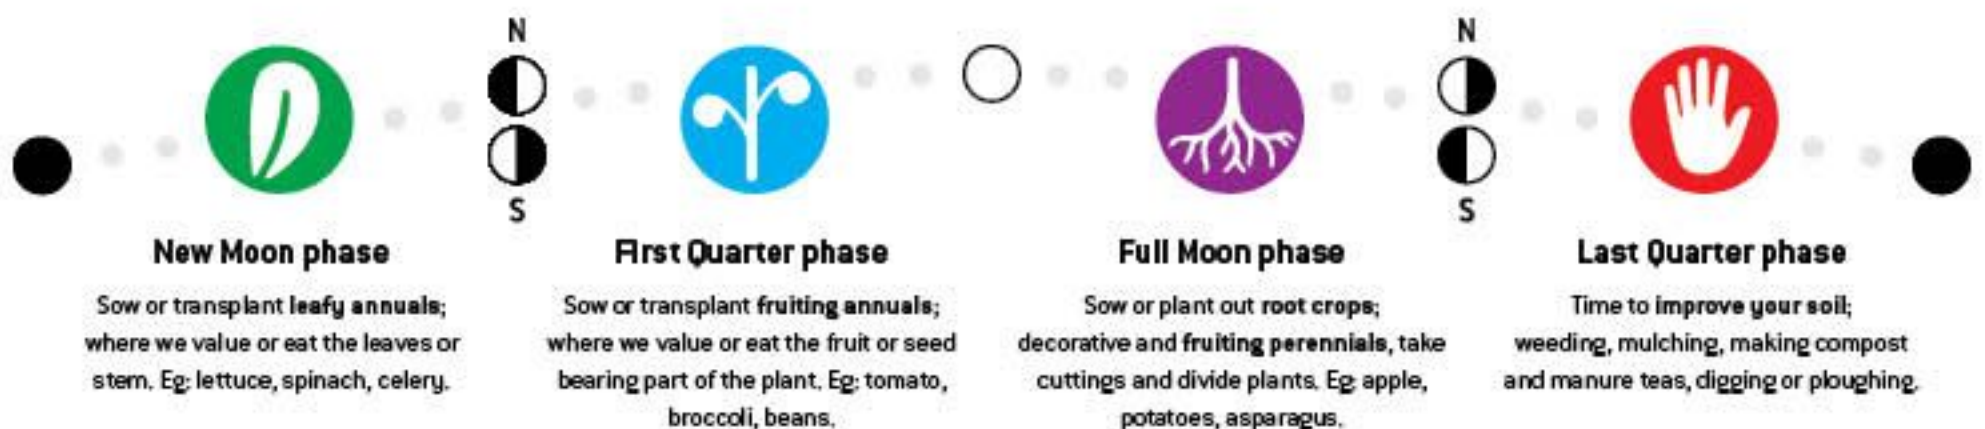 N
S
N
S
New Moon phase
Sow or transplant leafy annuals;
where we value or eat the leaves or
stem. Eg: lettuce, spinach, celery.
First Quarter phase
Sow or transplant fruiting annuals;
where we value or eat the fruit or seed
bearing part of the plant. Eg: tomato,
broccoli, beans.
Full Moon phase
Sow or plant out root crops;
decorative and fruiting perennials, take
cuttings and divide plants. Eg: apple,
potatoes, asparagus.
Last Quarter phase
Time to improve your soil;
weeding, mulching, making compost
and manure teas, digging or ploughing.